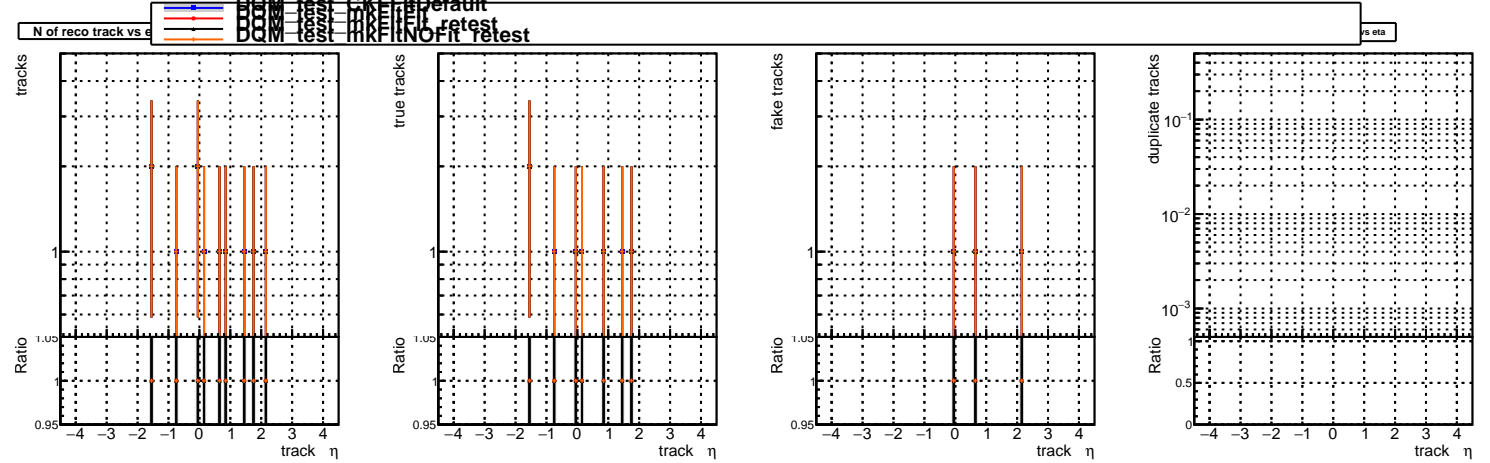 DQM_test_CKFFitDefault
DQM_test_mkFitFit
DQM_test_mkFitFit_retest
DQM_test_mkFitNOFit_retest
N of reco track vs e
vs eta
tracks
1
1.05
Ratio
1
0.95
−4 −3 −2 −1 0 1 2 3 4
track η
true tracks
1
1.05
Ratio
1
0.95
−4 −3 −2 −1 0 1 2 3 4
track η
fake tracks
1
1.05
Ratio
1
0.95
−4 −3 −2 −1 0 1 2 3 4
track η
duplicate tracks
10−1
10−2
10−3
Ratio
1
0.5
0
−4 −3 −2 −1 0 1 2 3 4
track η